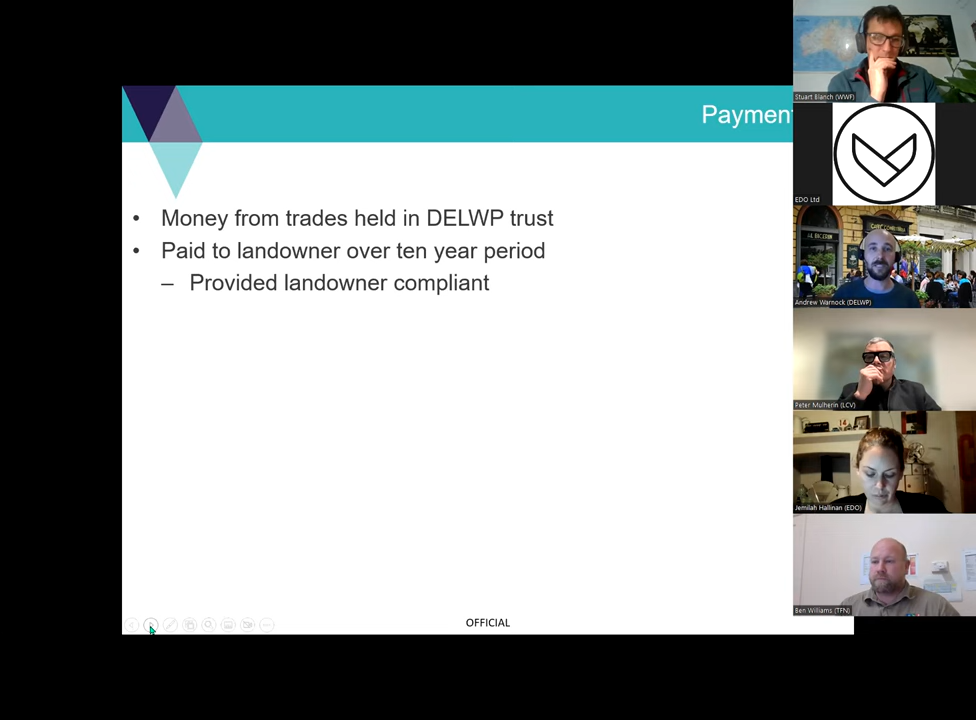 Payment
• Money from trades held in DELWP trust
• Paid to landowner over ten year period
– Provided landowner compliant
OFFICIAL
Stuart Blanch (WWF)
EDO Ltd
Andrew Warnock (DELWP)
Peter Mulherin (LCV)
Jemilah Hallinan (EDO)
Ben Williams (TFN)